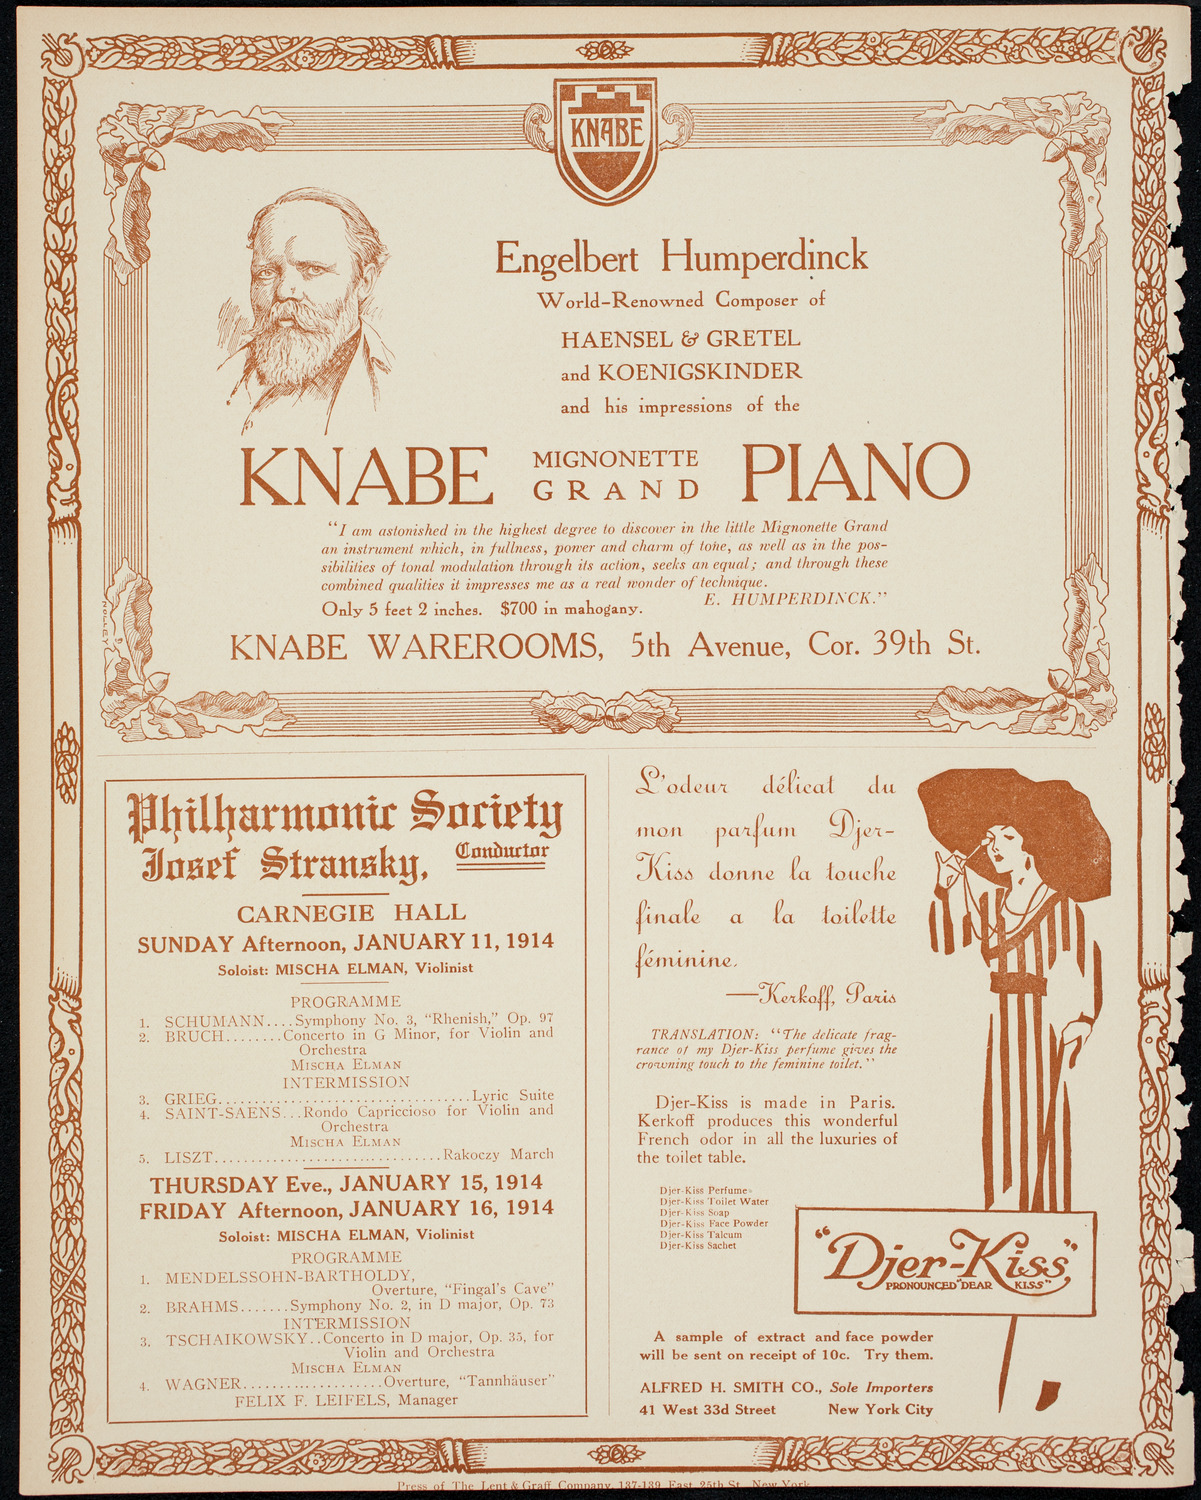 KNABE
Engelbert Humperdinck
World-Renowned Composer of
HAENSEL & GRETEL
and KOENIGSKINDER
and his impressions of the
KNABE MIGNONETTE GRAND PIANO
"I am astonished in the highest degree to discover in the little Mignonette Grand
an instrument which, in fullness, power and charm of tone, as well as in the pos-
sibilities of tonal modulation through its action, seeks an equal; and through these
combined qualities it impresses me as a real wonder of technique.
E. HUMPERDINCK."
Only 5 feet 2 inches. $700 in mahogany.
KNABE WAREROOMS, 5th Avenue, Cor. 39th St.
NOLLEY
Philharmonic Society
Josef Stransky, Conductor
CARNEGIE HALL
SUNDAY Afternoon, JANUARY 11, 1914
Soloist: MISCHA ELMAN, Violinist
PROGRAMME
1. SCHUMANN....Symphony No. 3, "Rhenish," Op. 97
2. BRUCH........Concerto in G Minor, for Violin and
Orchestra
MISCHA ELMAN
INTERMISSION
3. GRIEG..................................Lyric Suite
4. SAINT-SAENS...Rondo Capriccioso for Violin and
Orchestra
MISCHA ELMAN
5. LISZT..............................Rakoczy March
THURSDAY Eve., JANUARY 15, 1914
FRIDAY Afternoon, JANUARY 16, 1914
Soloist: MISCHA ELMAN, Violinist
PROGRAMME
1. MENDELSSOHN-BARTHOLDY,
Overture, "Fingal's Cave"
2. BRAHMS.......Symphony No. 2, in D major, Op. 73
INTERMISSION
3. TSCHAIKOWSKY..Concerto in D major, Op. 35, for
Violin and Orchestra
MISCHA ELMAN
4. WAGNER...................Overture, "Tannhäuser"
FELIX F. LEIFELS, Manager
L'odeur délicat du
mon parfum Djer-
Kiss donne la touche
finale a la toilette
féminine.
—Kerkoff, Paris
TRANSLATION: "The delicate frag-
rance of my Djer-Kiss perfume gives the
crowning touch to the feminine toilet."
Djer-Kiss is made in Paris.
Kerkoff produces this wonderful
French odor in all the luxuries of
the toilet table.
Djer-Kiss Perfume
Djer-Kiss Toilet Water
Djer-Kiss Soap
Djer-Kiss Face Powder
Djer-Kiss Talcum
Djer-Kiss Sachet
"Djer-Kiss"
PRONOUNCED "DEAR KISS"
A sample of extract and face powder
will be sent on receipt of 10c. Try them.
ALFRED H. SMITH CO., Sole Importers
41 West 33d Street New York City
Press of The Lent & Graff Company, 137-139 East 25th St., New York